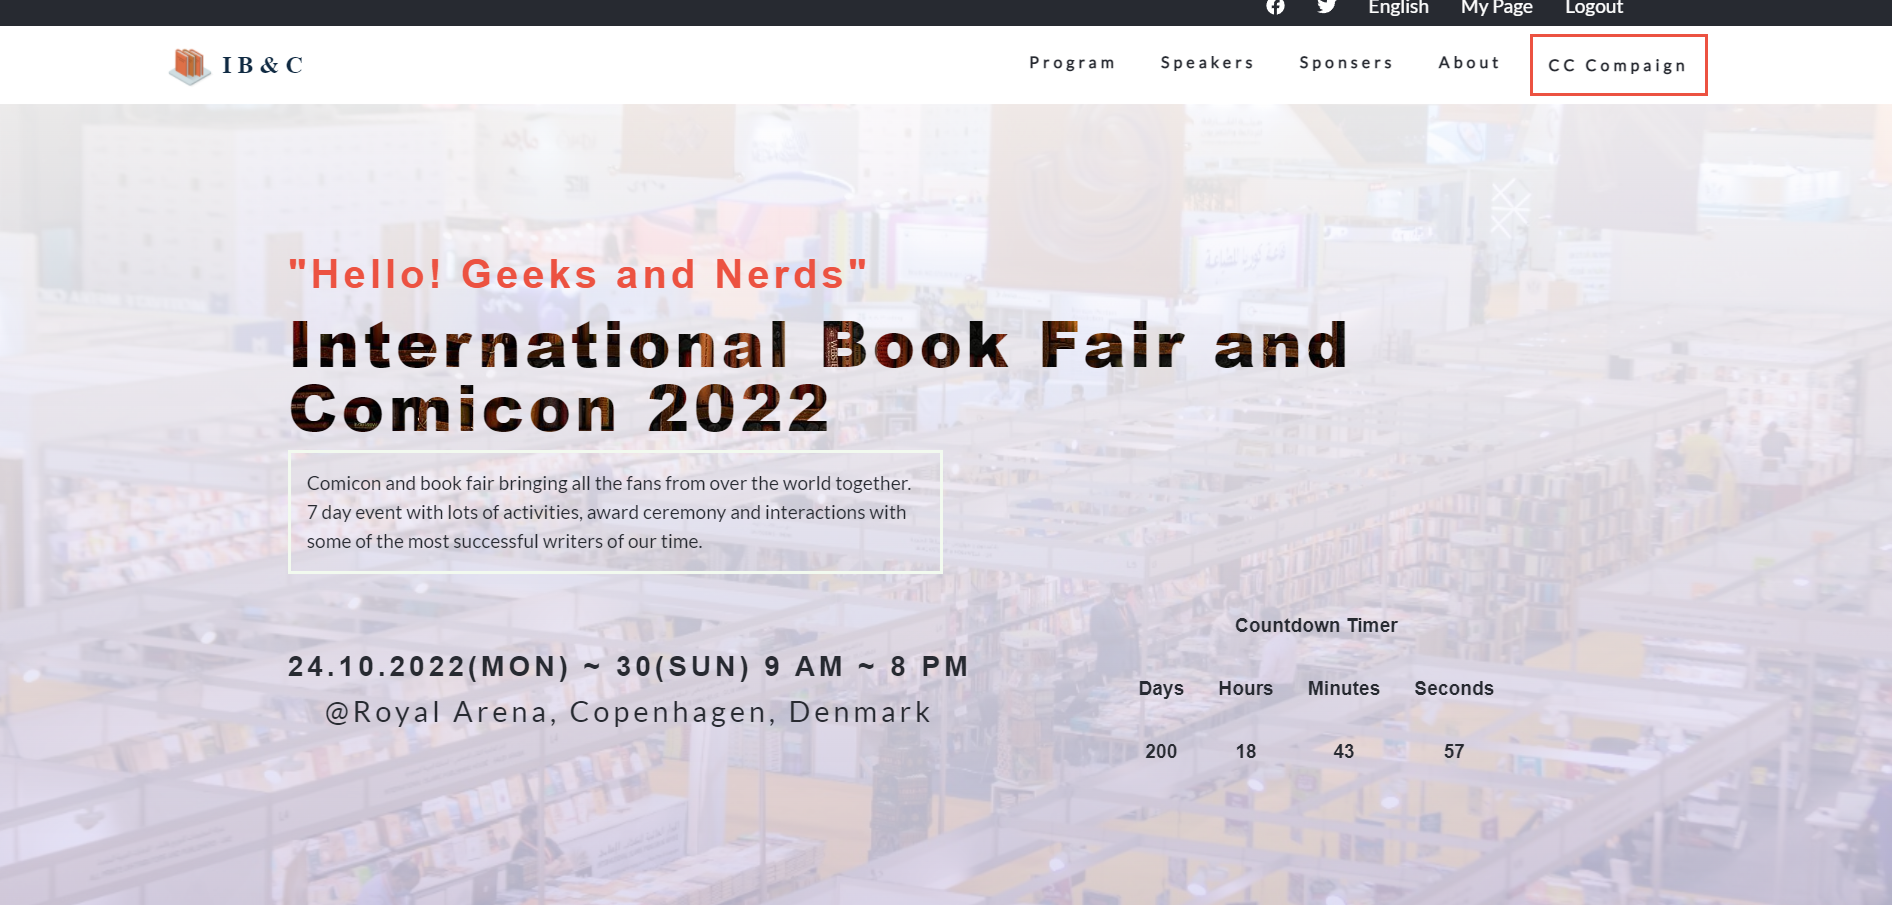 English My Page Logout
IB&C
Program Speakers Sponsers About CC Compaign
"Hello! Geeks and Nerds"
International Book Fair and
Comicon 2022
Comicon and book fair bringing all the fans from over the world together.
7 day event with lots of activities, award ceremony and interactions with
some of the most successful writers of our time.
24.10.2022(MON) ~ 30(SUN) 9 AM ~ 8 PM
@Royal Arena, Copenhagen, Denmark
Countdown Timer
Days Hours Minutes Seconds
200 18 43 57